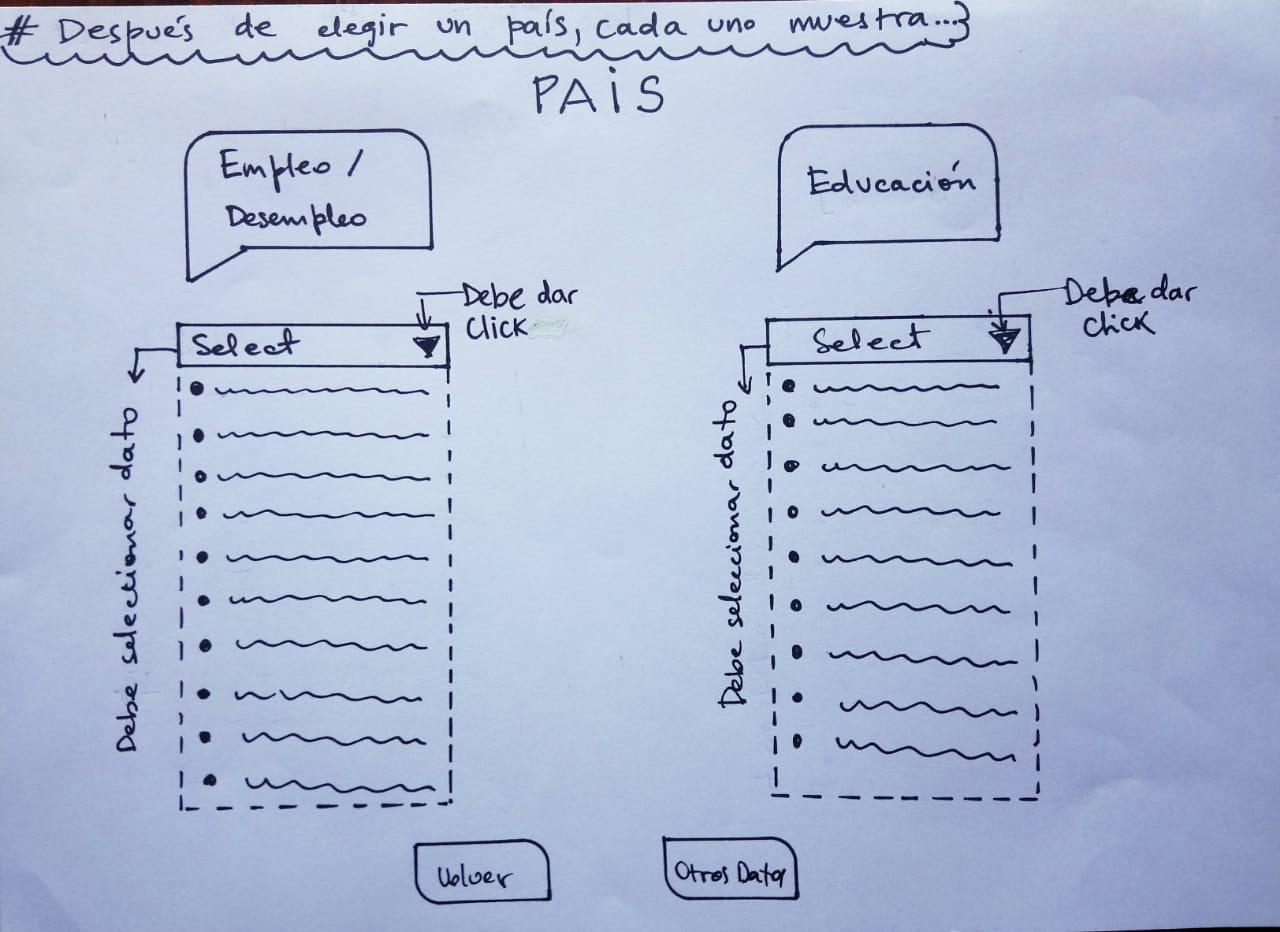 # Después de elegir un país, cada uno muestra...}
PAÍS
Empleo /
Desempleo
Educación
Debe dar
Click
Debe dar
Click
Select
Select
Debe selectionar dato
Debe seleccionar dato
Volver
Otros Datos